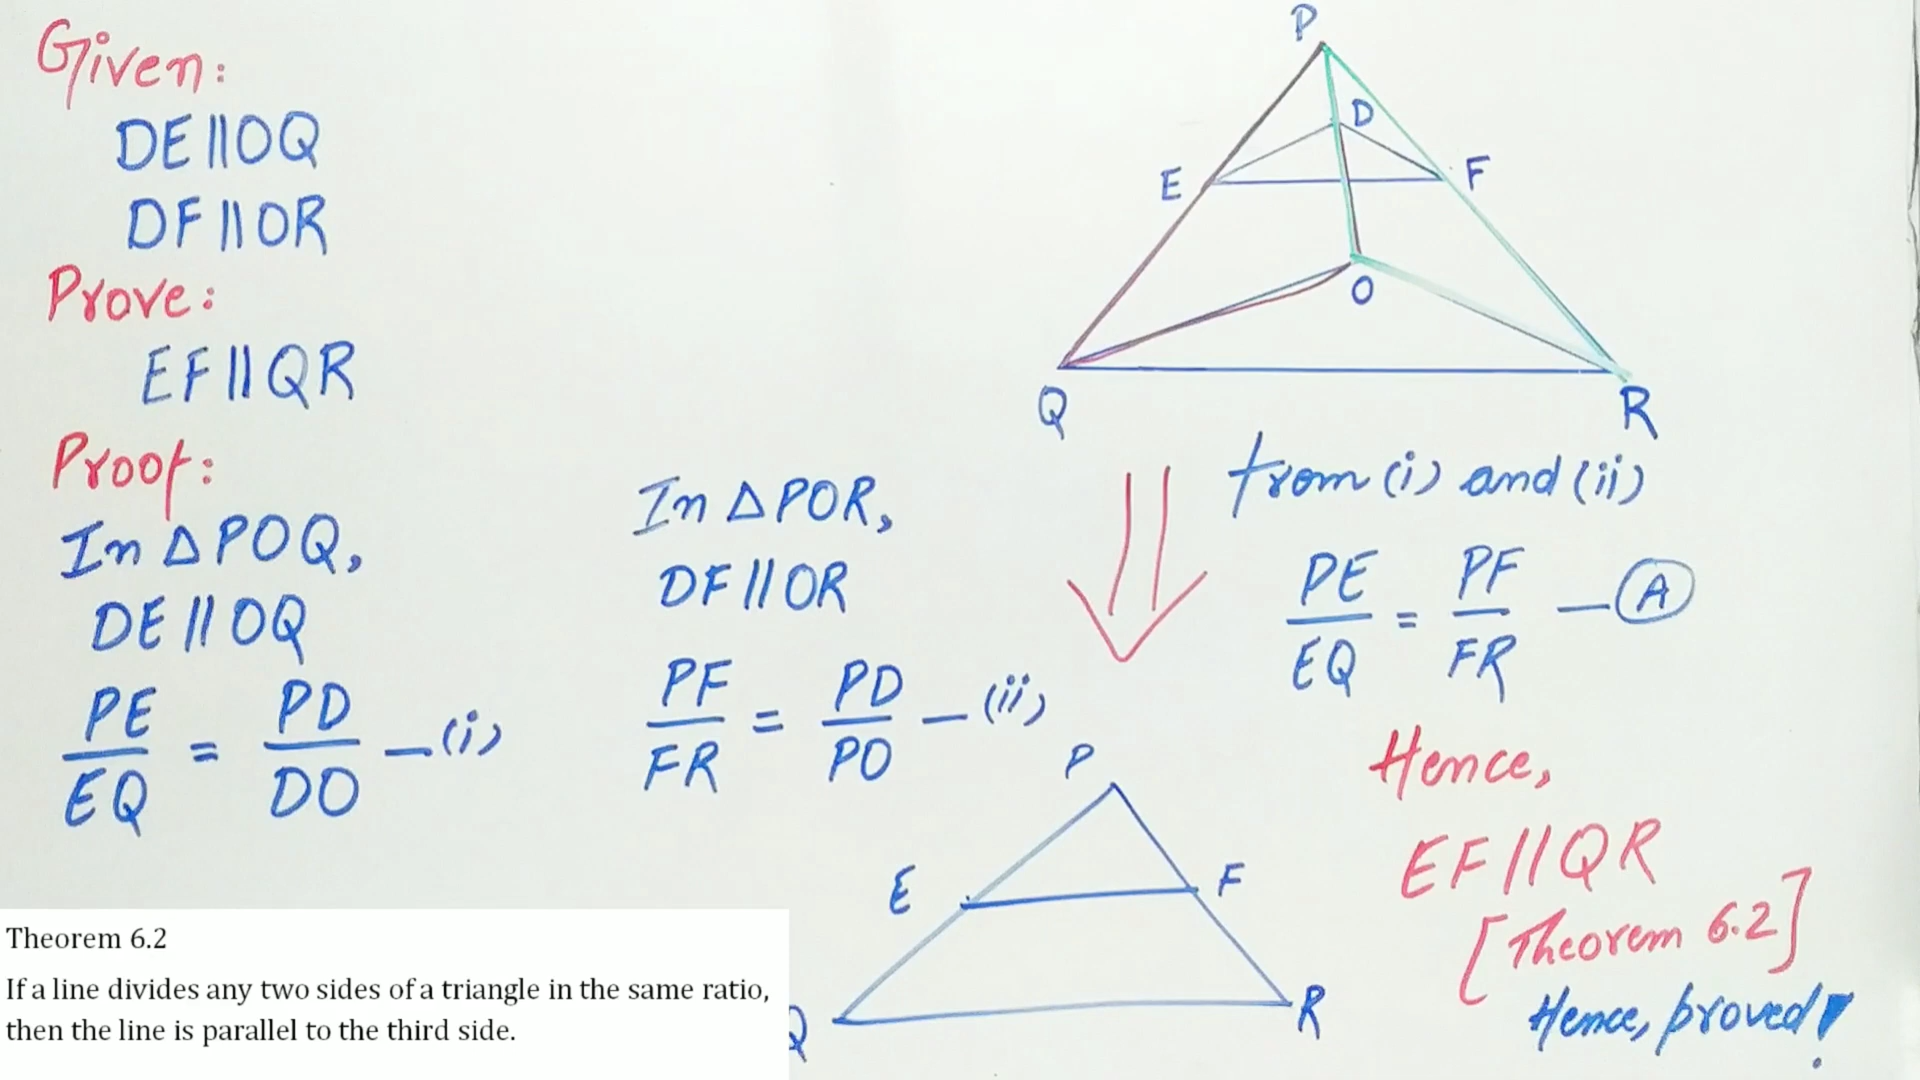 Given:
DE || OQ
DF || OR
Prove:
EF || QR
Proof:
In Δ POQ,
DE // OQ
PE/EQ = PD/DO — (i)
In Δ POR,
DF // OR
PF/FR = PD/PO — (ii)
P
D
E
F
O
Q
R
from (i) and (ii)
PE/EQ = PF/FR — A
Hence,
EF // QR
[Theorem 6.2]
Hence, proved!
P
E
F
Q
R
Theorem 6.2
If a line divides any two sides of a triangle in the same ratio,
then the line is parallel to the third side.